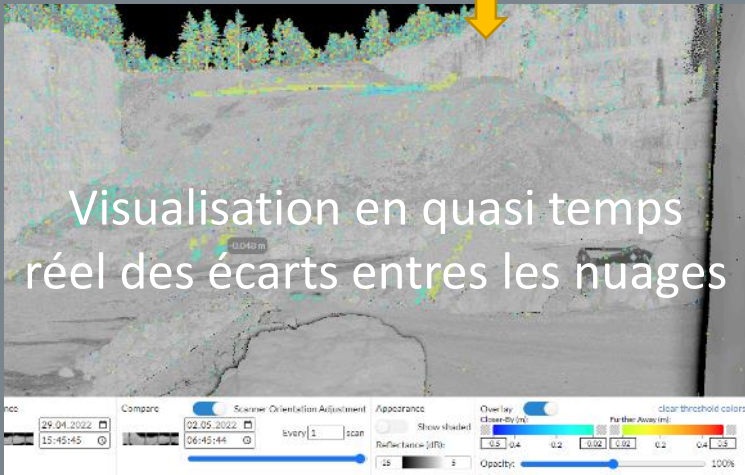 Visualisation en quasi temps
réel des écarts entres les nuages
-0.048 m
nce Compare Scanner Orientation Adjustment Appearance Overlay clear threshold colors
Closer-By (m): Further Away (m):
29.04.2022 02.05.2022 Every 1 scan Show shaded
15:45:45 06:45:44 Reflectance (dB): 0.5 0.4 0.2 0.02 0.02 0.2 0.4 0.5
-25 5 Opacity: 100%